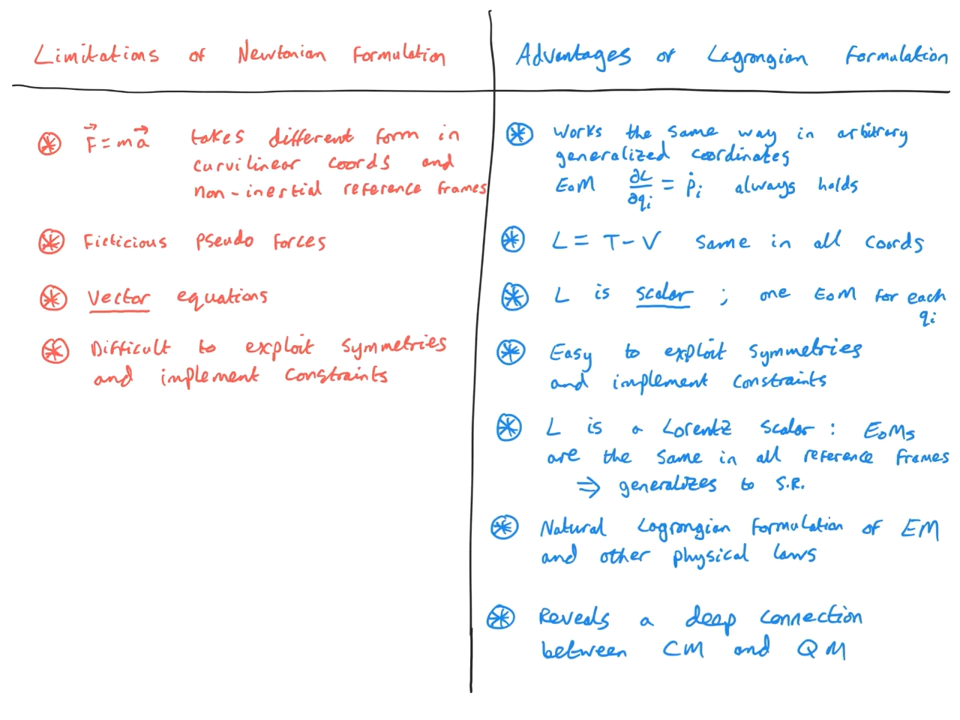 Limitations of Newtonian Formulation
⊛ F⃗ = ma⃗ takes different form in
curvilinear coords and
non-inertial reference frames
⊛ Ficticious pseudo forces
⊛ Vector equations
⊛ Difficult to exploit symmetries
and implement constraints
Advantages of Lagrangian Formulation
⊛ Works the same way in arbitrary
generalized coordinates
EoM ∂L/∂qᵢ = ṗᵢ always holds
⊛ L = T - V same in all coords
⊛ L is scalar ; one EoM for each
qᵢ
⊛ Easy to exploit symmetries
and implement constraints
⊛ L is a Lorentz scalar : EoMs
are the same in all reference frames
⇒ generalizes to S.R.
⊛ Natural Lagrangian formulation of EM
and other physical laws
⊛ Reveals a deep connection
between CM and QM